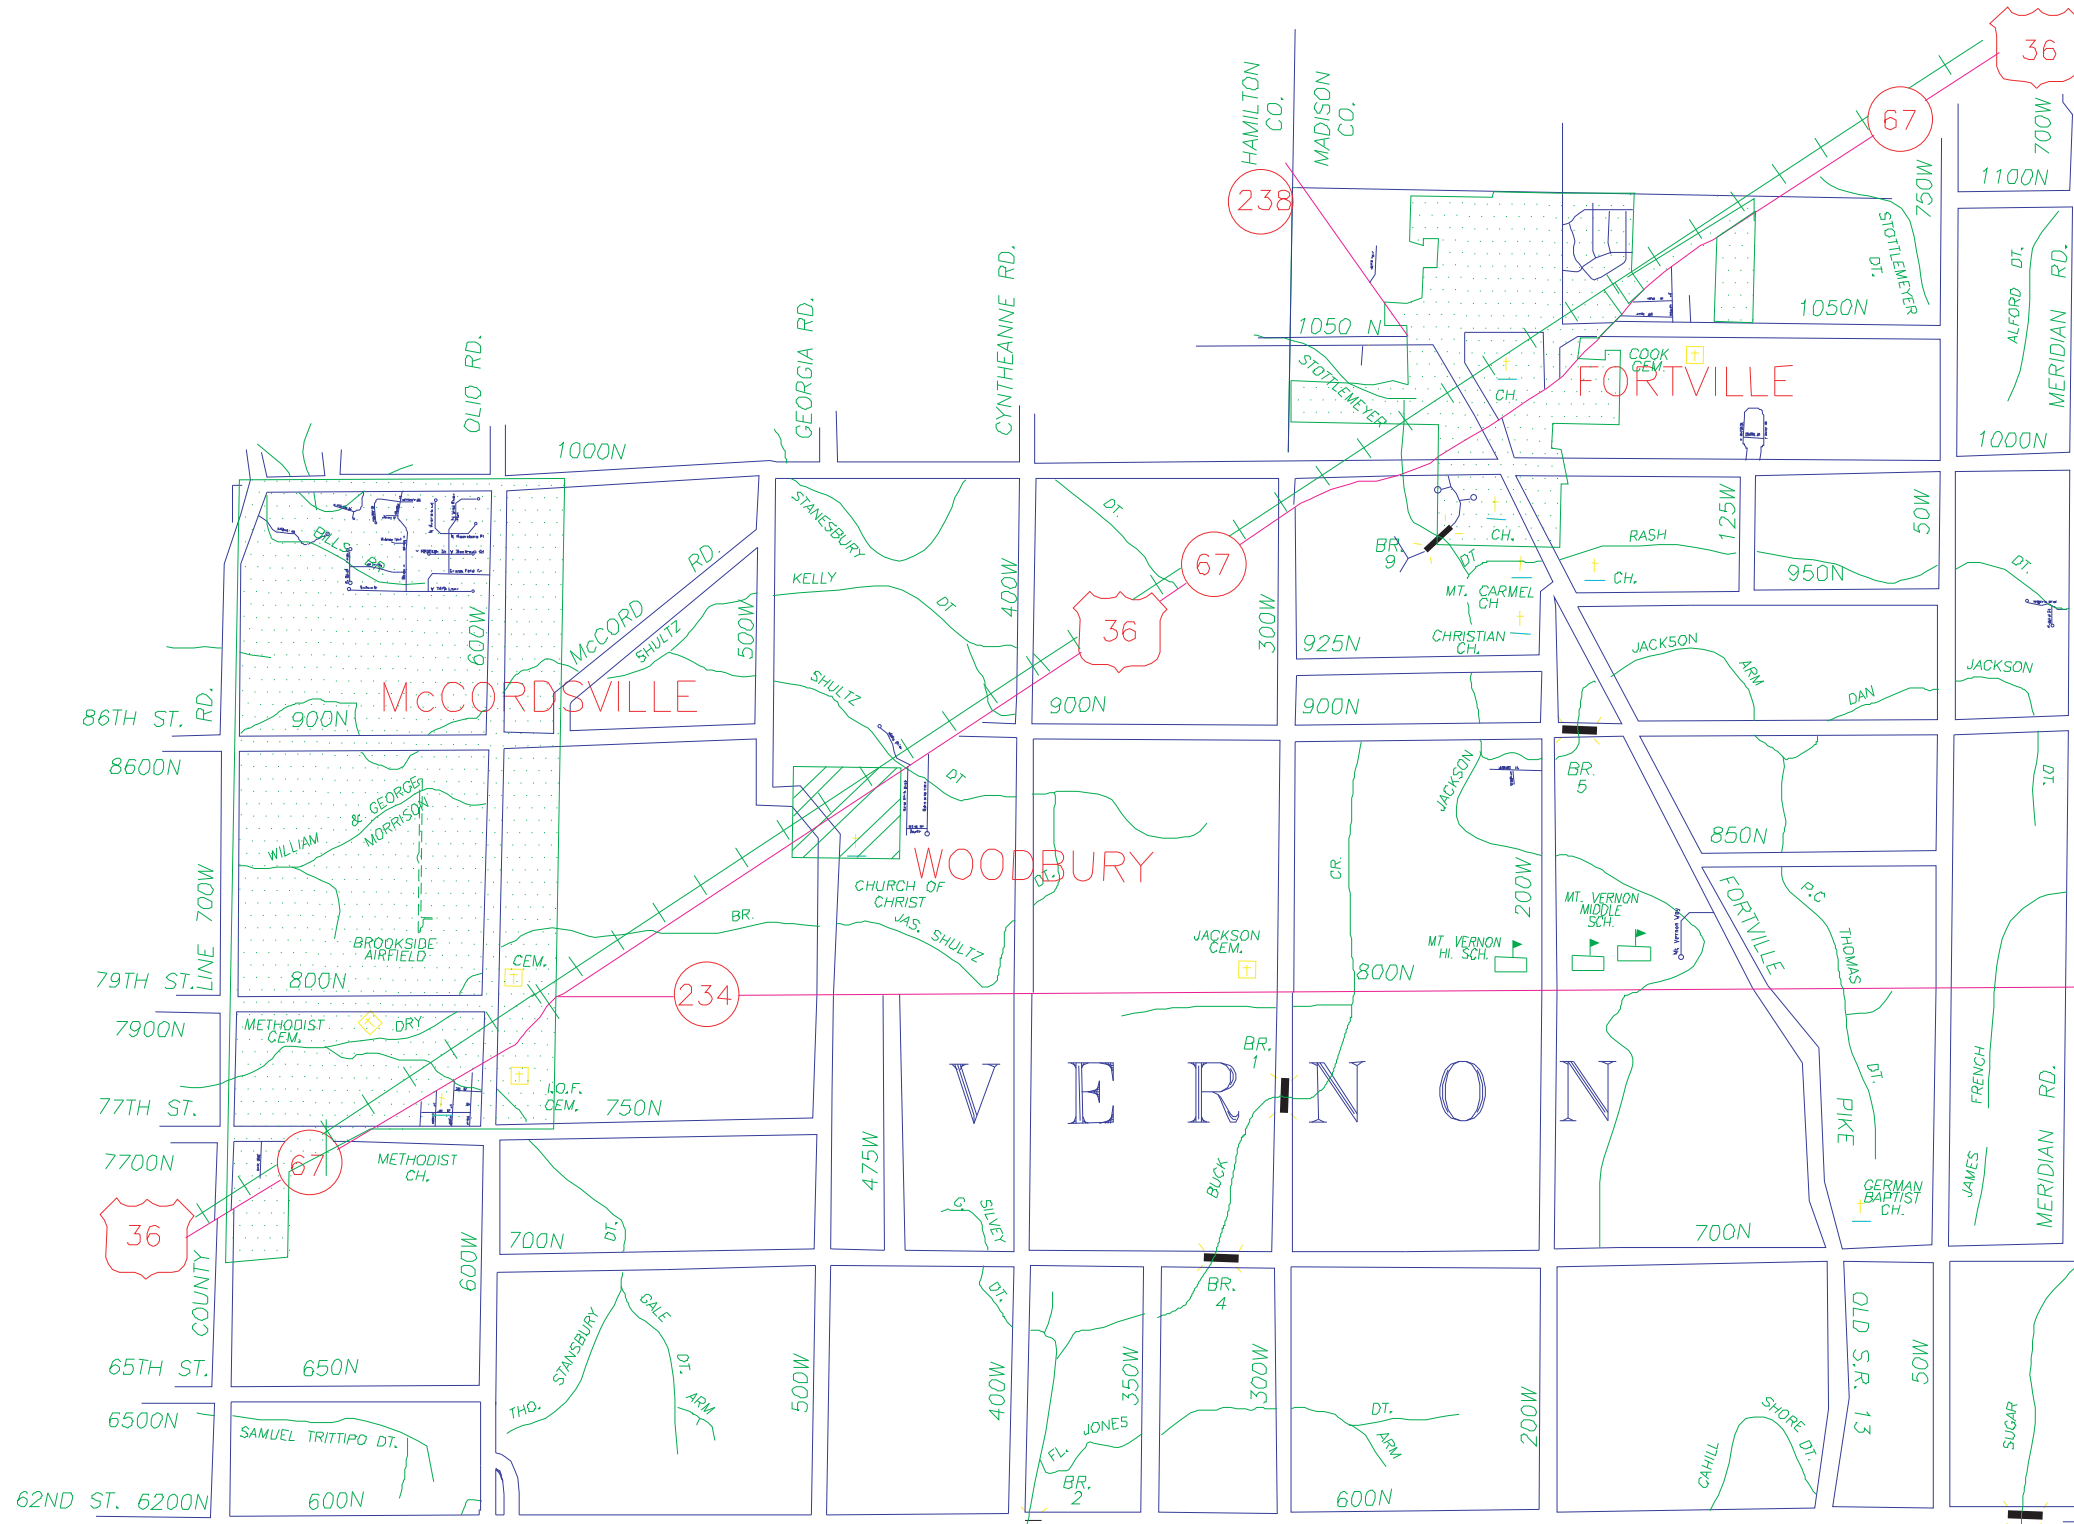 36
700W
67
HAMILTON
CO.
MADISON
CO.
1100N
750W
238
STOTTLEMEYER
DT.
ALFORD DT.
MERIDIAN RD.
CYNTHEANNE RD.
GEORGIA RD.
OLIO RD.
1050 N
1050N
COOK
CEM.
FORTVILLE
STOTTLEMEYER
CH.
1000N
1000N
STANESBURY
DT.
67
CH.
RASH
125W
50W
BR.
9
DT
CH.
950N
DT.
BILLS BR.
McCORD RD.
KELLY
DT
400W
300W
MT. CARMEL
CH
36
SHULTZ
500W
600W
925N
CHRISTIAN
CH.
JACKSON
ARM
JACKSON
SHULTZ
McCORDSVILLE
900N
900N
900N
DAN
86TH ST.
RD.
8600N
DT
JACKSON
BR.
5
DT.
WILLIAM & GEORGE
MORRISON
850N
WOODBURY
DT.
CHURCH OF
CHRIST
JAS. SHULTZ
BR.
CR.
200W
MT. VERNON
MIDDLE
SCH.
Mt Vernon Way
FORTVILLE
P.C
THOMAS
700W
BROOKSIDE
AIRFIELD
CEM.
JACKSON
CEM.
MT VERNON
HI. SCH.
79TH ST.
LINE
800N
800N
234
7900N
METHODIST
CEM.
DRY
BR.
1
VERNON
DT.
FRENCH
MERIDIAN RD.
77TH ST.
I.O.F.
CEM.
750N
PIKE
7700N
67
METHODIST
CH.
475W
BUCK
JAMES
GERMAN
BAPTIST
CH.
36
G. SILVEY
700N
DT.
700N
COUNTY
600W
DT.
BR.
4
THO. STANSBURY
GALE
DT.
ARM
500W
400W
350W
300W
200W
OLD S.R. 13
50W
65TH ST.
650N
6500N
SAMUEL TRITTIPO DT.
FL. JONES
DT.
ARM
CAHILL
SHORE DT.
SUGAR
BR.
2
62ND ST. 6200N
600N
600N